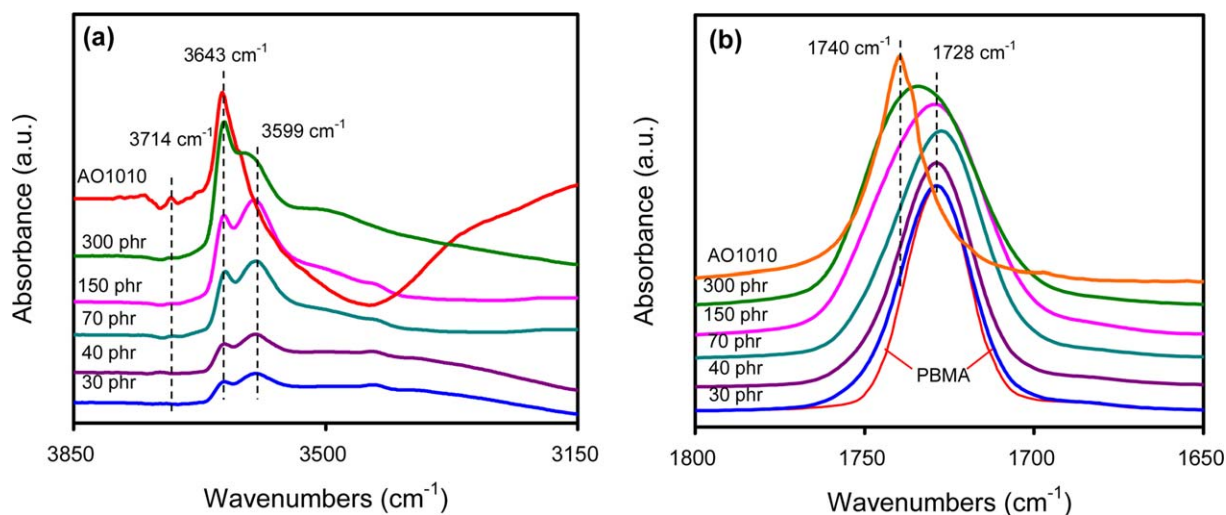 (a)
3643 cm⁻¹
3714 cm⁻¹
3599 cm⁻¹
AO1010
300 phr
150 phr
70 phr
40 phr
30 phr
Absorbance (a.u.)
3850 3500 3150
Wavenumbers (cm⁻¹)
(b)
1740 cm⁻¹ 1728 cm⁻¹
AO1010
300 phr
150 phr
70 phr
40 phr
30 phr
PBMA
Absorbance (a.u.)
1800 1750 1700 1650
Wavenumbers (cm⁻¹)